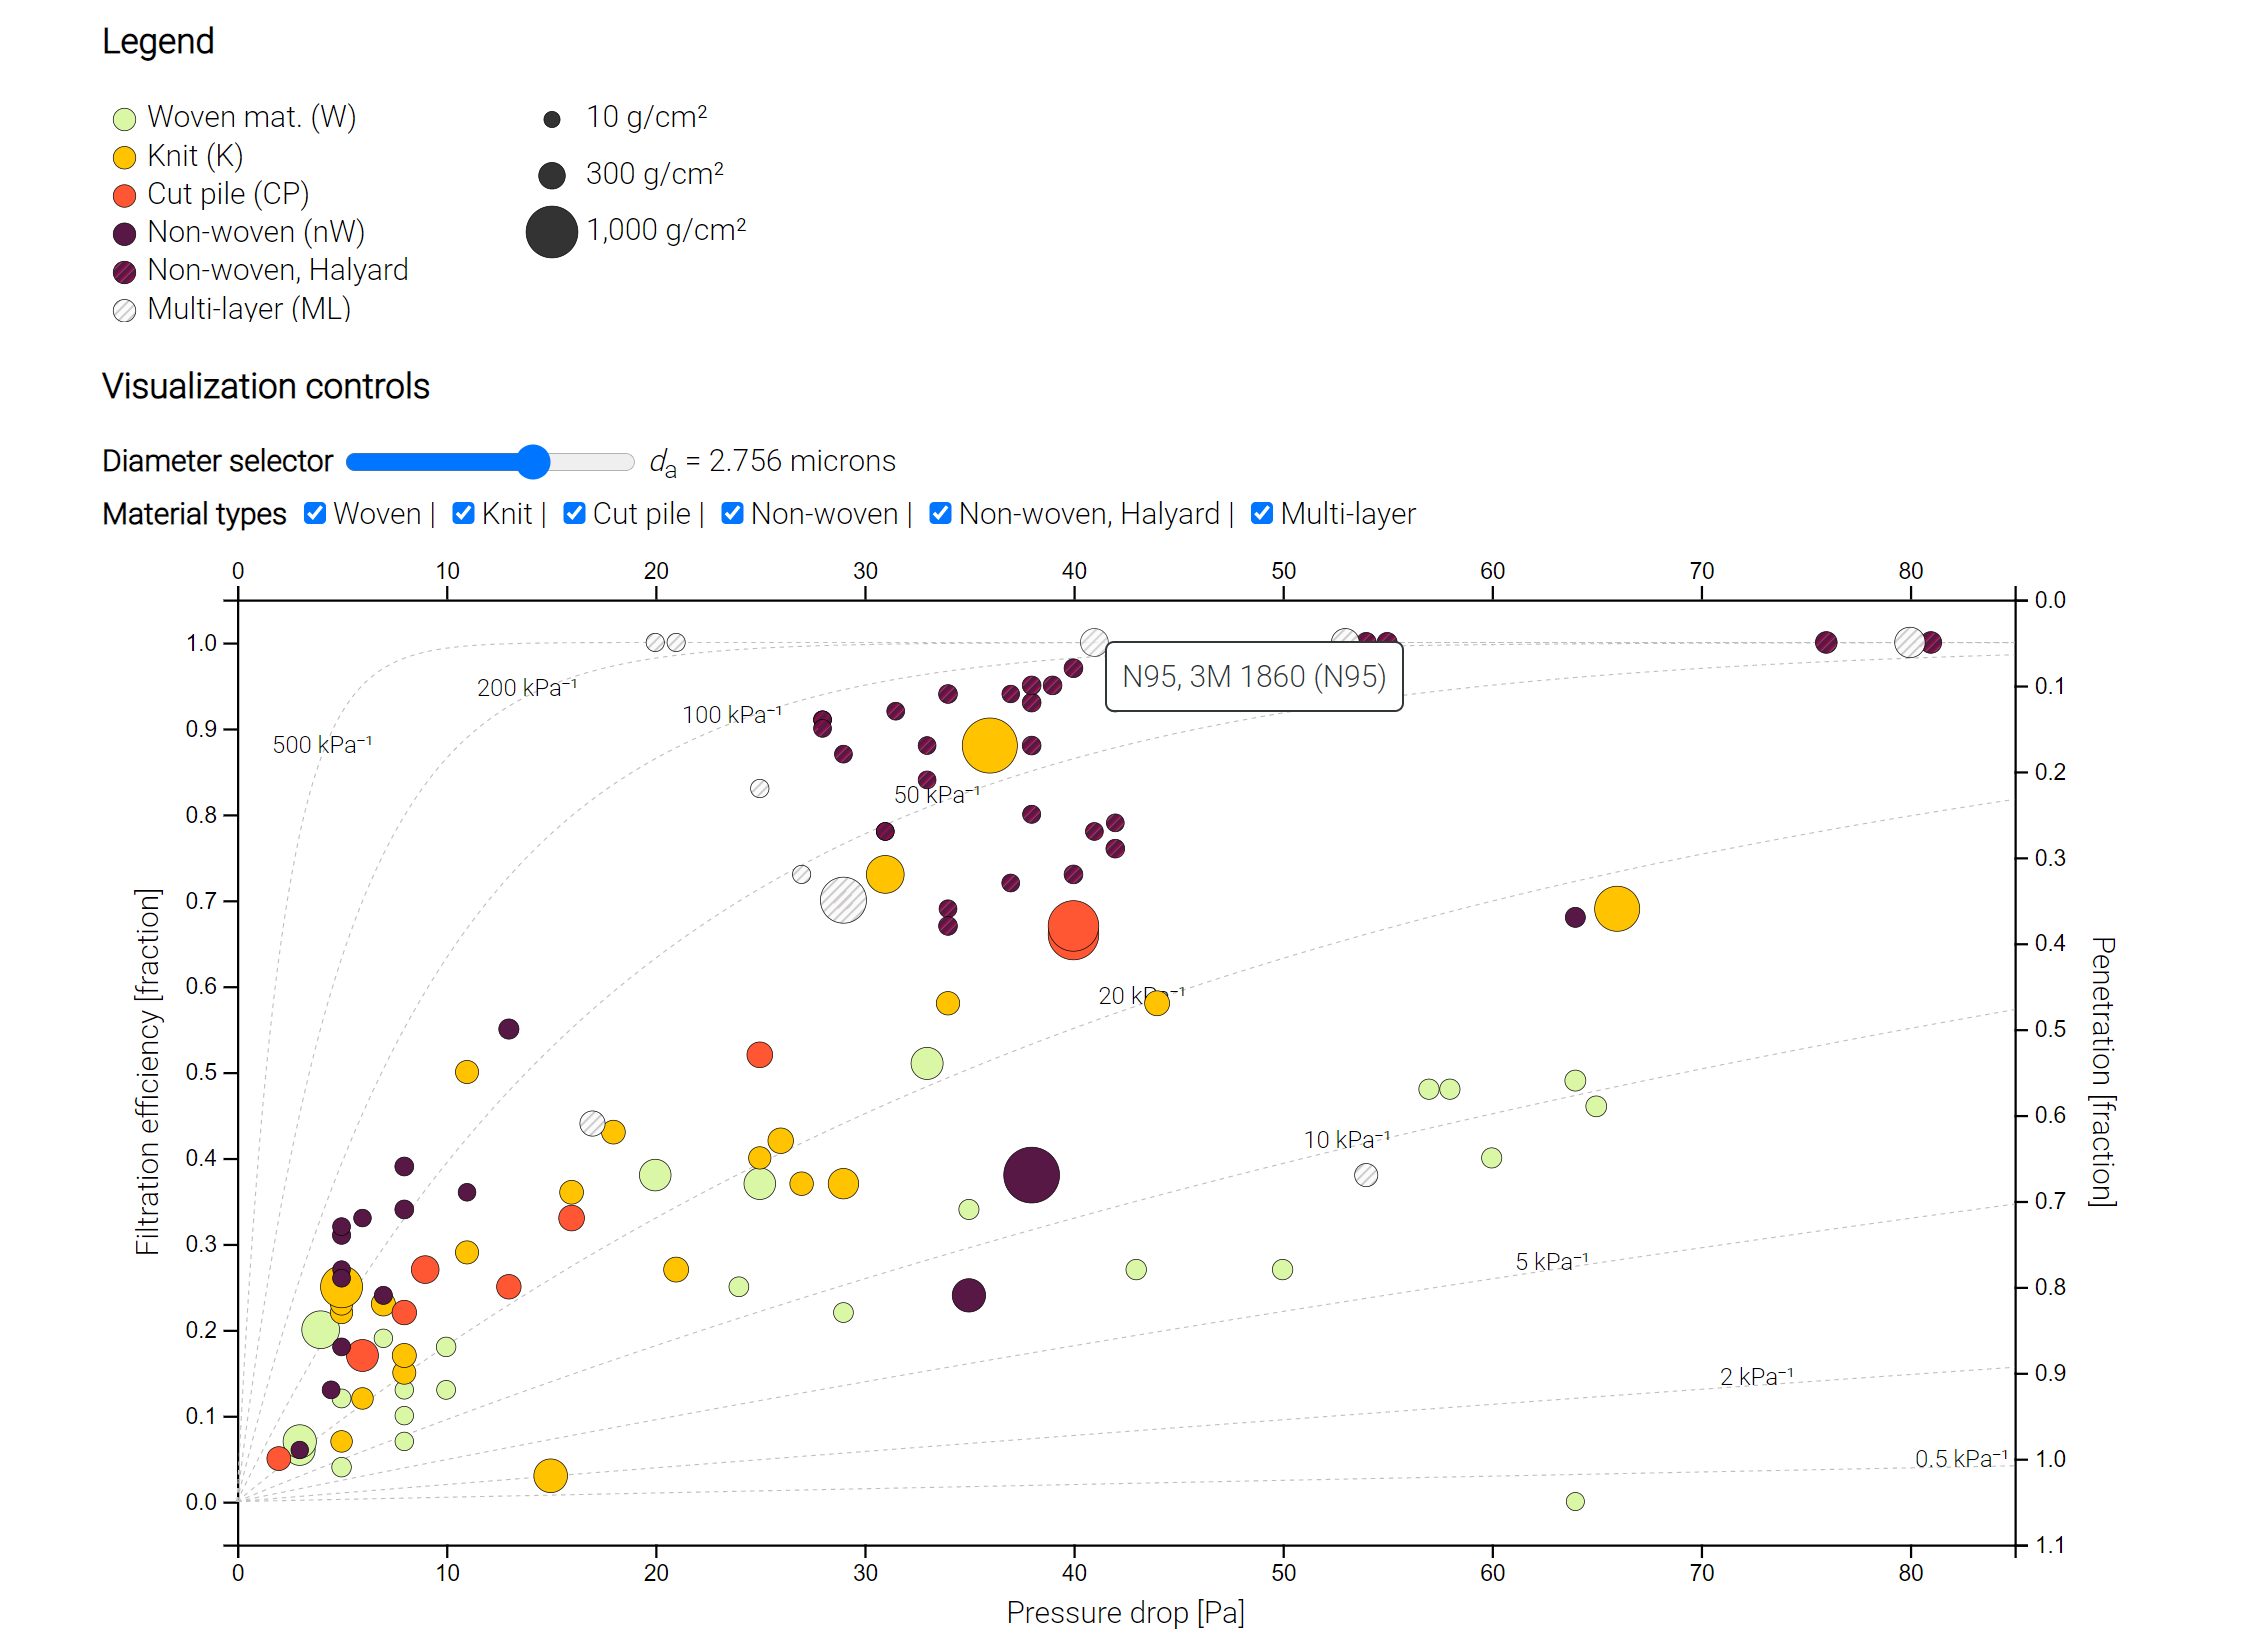 Legend
Woven mat. (W)
Knit (K)
Cut pile (CP)
Non-woven (nW)
Non-woven, Halyard
Multi-layer (ML)
10 g/cm²
300 g/cm²
1,000 g/cm²
Visualization controls
Diameter selector dₐ = 2.756 microns
Material types Woven | Knit | Cut pile | Non-woven | Non-woven, Halyard | Multi-layer
0 10 20 30 40 50 60 70 80
1.0
0.9
0.8
0.7
0.6
0.5
0.4
0.3
0.2
0.1
0.0
Filtration efficiency [fraction]
500 kPa⁻¹
200 kPa⁻¹
100 kPa⁻¹
50 kPa⁻¹
20 kPa⁻¹
10 kPa⁻¹
5 kPa⁻¹
2 kPa⁻¹
0.5 kPa⁻¹
N95, 3M 1860 (N95)
0.0
0.1
0.2
0.3
0.4
0.5
0.6
0.7
0.8
0.9
1.0
1.1
Penetration [fraction]
0 10 20 30 40 50 60 70 80
Pressure drop [Pa]